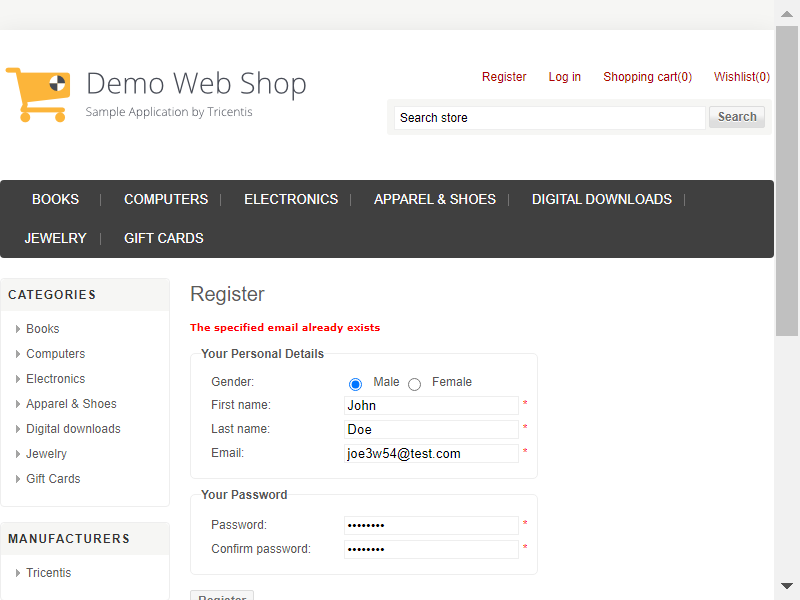 Demo Web Shop
Sample Application by Tricentis
Register Log in Shopping cart(0) Wishlist(0)
Search store Search
BOOKS COMPUTERS ELECTRONICS APPAREL & SHOES DIGITAL DOWNLOADS
JEWELRY GIFT CARDS
CATEGORIES
Books
Computers
Electronics
Apparel & Shoes
Digital downloads
Jewelry
Gift Cards
MANUFACTURERS
Tricentis
Register
The specified email already exists
Your Personal Details
Gender: Male Female
First name: John *
Last name: Doe *
Email: joe3w54@test.com *
Your Password
Password: •••••••• *
Confirm password: •••••••• *
Register